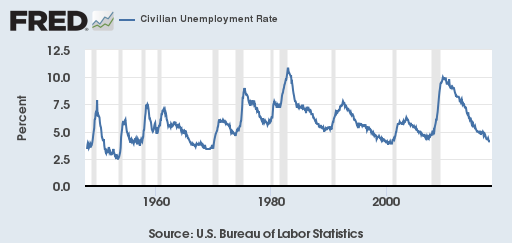 FRED
Civilian Unemployment Rate
12.5
10.0
7.5
5.0
2.5
0.0
Percent
1960
1980
2000
Source: U.S. Bureau of Labor Statistics